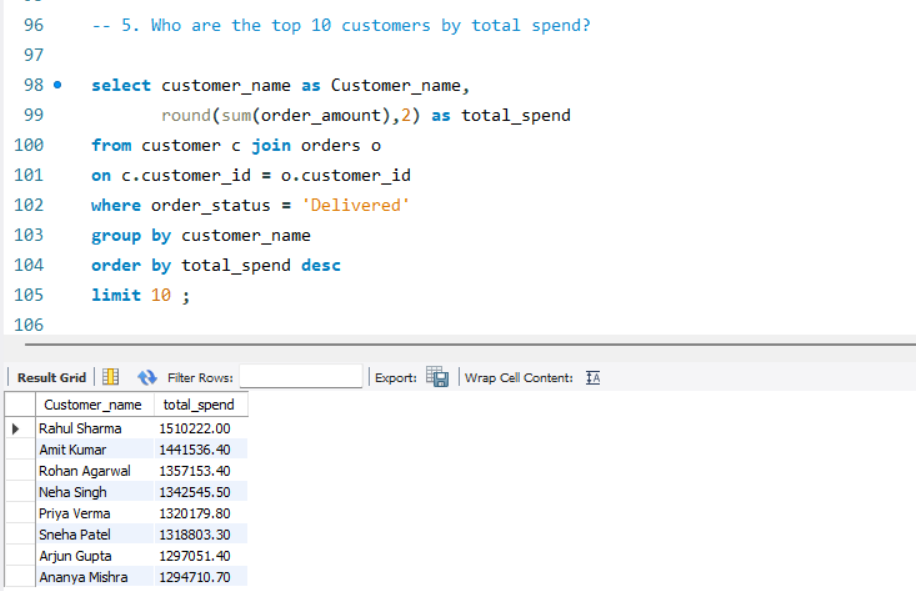 96 -- 5. Who are the top 10 customers by total spend?
97
98 select customer_name as Customer_name,
99 round(sum(order_amount),2) as total_spend
100 from customer c join orders o
101 on c.customer_id = o.customer_id
102 where order_status = 'Delivered'
103 group by customer_name
104 order by total_spend desc
105 limit 10 ;
106
Result Grid Filter Rows: Export: Wrap Cell Content: IA
Customer_name total_spend
Rahul Sharma 1510222.00
Amit Kumar 1441536.40
Rohan Agarwal 1357153.40
Neha Singh 1342545.50
Priya Verma 1320179.80
Sneha Patel 1318803.30
Arjun Gupta 1297051.40
Ananya Mishra 1294710.70